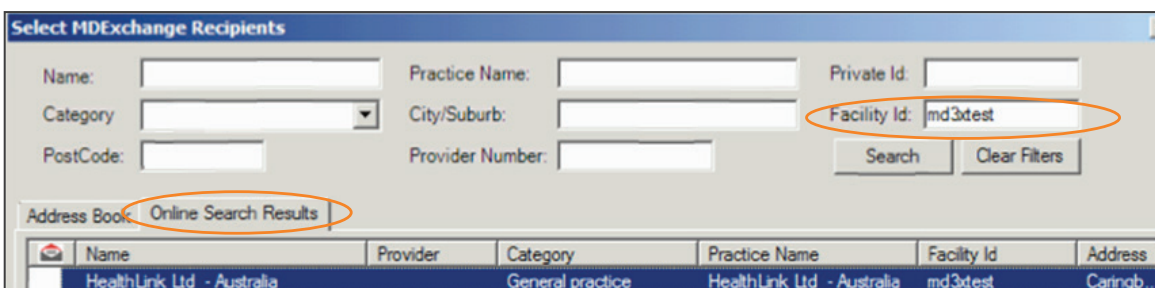 Select MDExchange Recipients
Name: Practice Name: Private Id:
Category City/Suburb: Facility Id: md3xtest
PostCode: Provider Number: Search Clear Filters
Address Book Online Search Results
Name Provider Category Practice Name Facility Id Address
HealthLink Ltd - Australia General practice HealthLink Ltd - Australia md3xtest Caringb...